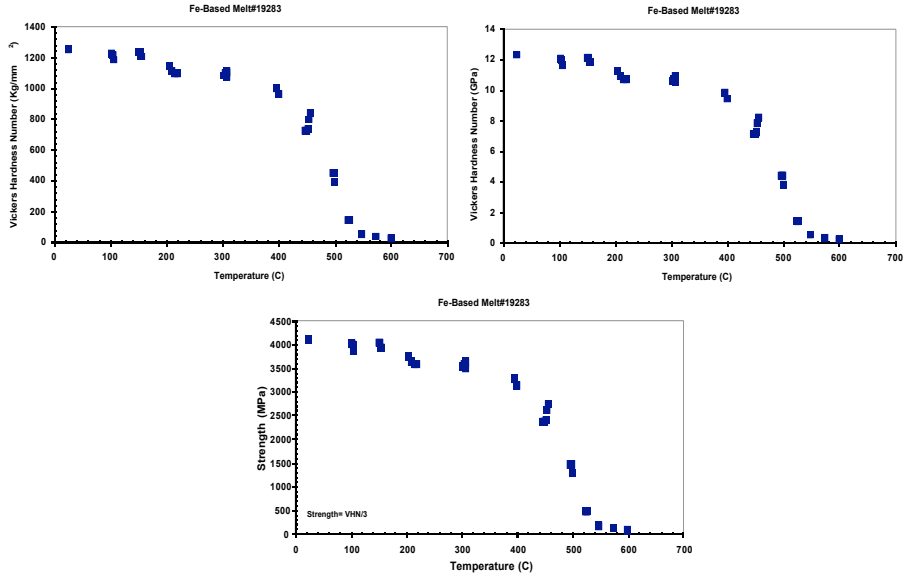 Fe-Based Melt#19283
Vickers Hardness Number (Kg/mm²)
1400
1200
1000
800
600
400
200
0
0 100 200 300 400 500 600 700
Temperature (C)
Fe-Based Melt#19283
Vickers Hardness Number (GPa)
14
12
10
8
6
4
2
0
0 100 200 300 400 500 600 700
Temperature (C)
Fe-Based Melt#19283
Strength (MPa)
4500
4000
3500
3000
2500
2000
1500
1000
500
0
Strength= VHN/3
0 100 200 300 400 500 600 700
Temperature (C)